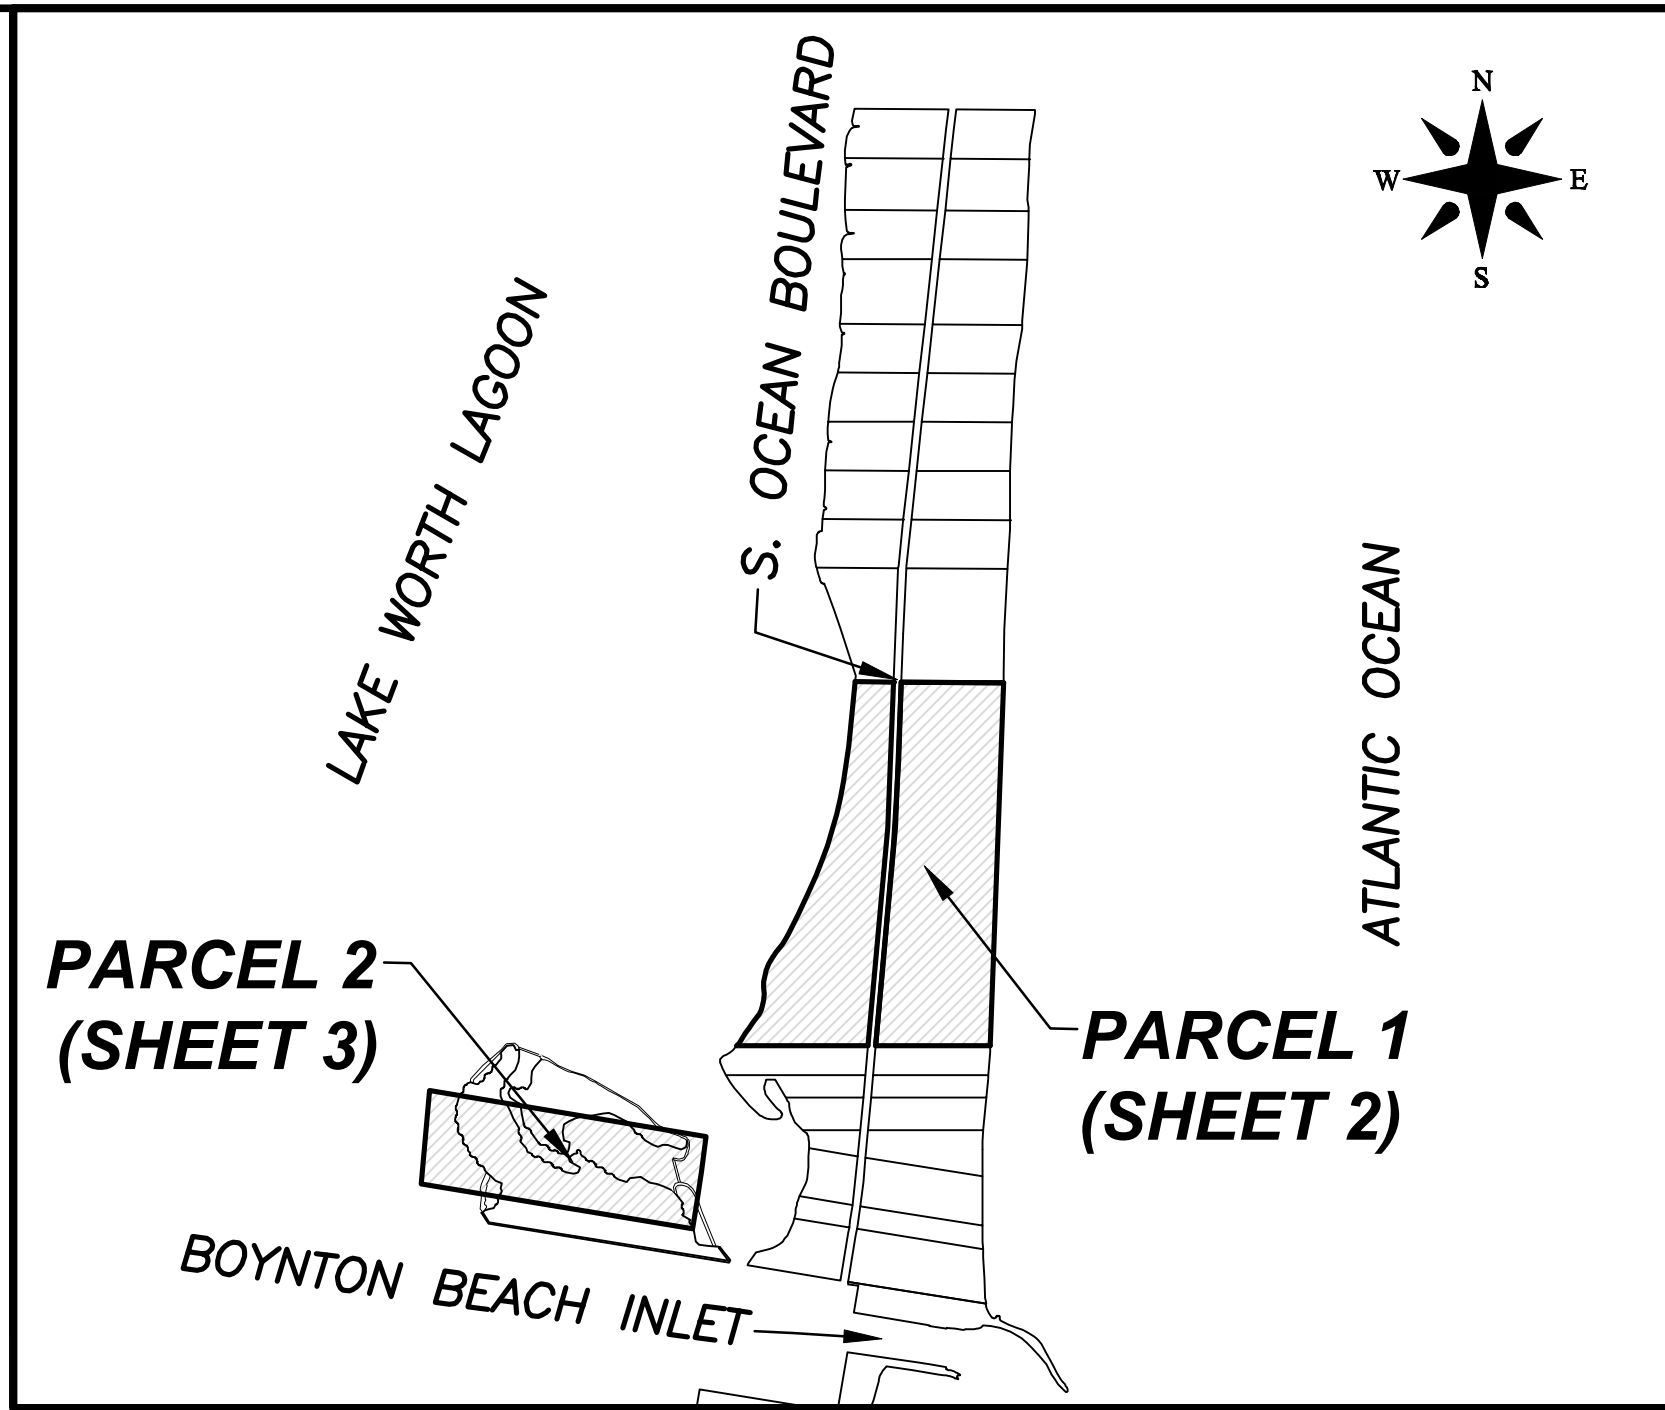 S. OCEAN BOULEVARD
N
W
E
S
LAKE WORTH LAGOON
ATLANTIC OCEAN
PARCEL 2
(SHEET 3)
PARCEL 1
(SHEET 2)
BOYNTON BEACH INLET